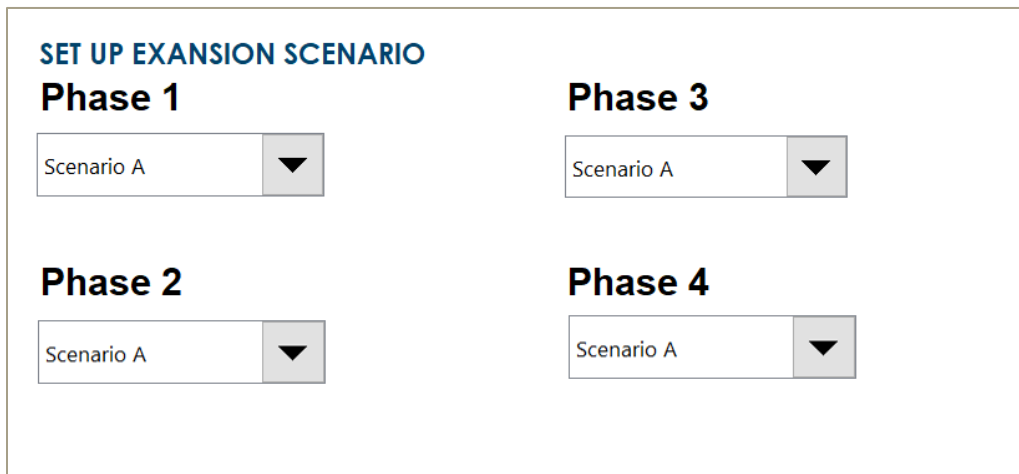 SET UP EXANSION SCENARIO
Phase 1
Scenario A
Phase 2
Scenario A
Phase 3
Scenario A
Phase 4
Scenario A